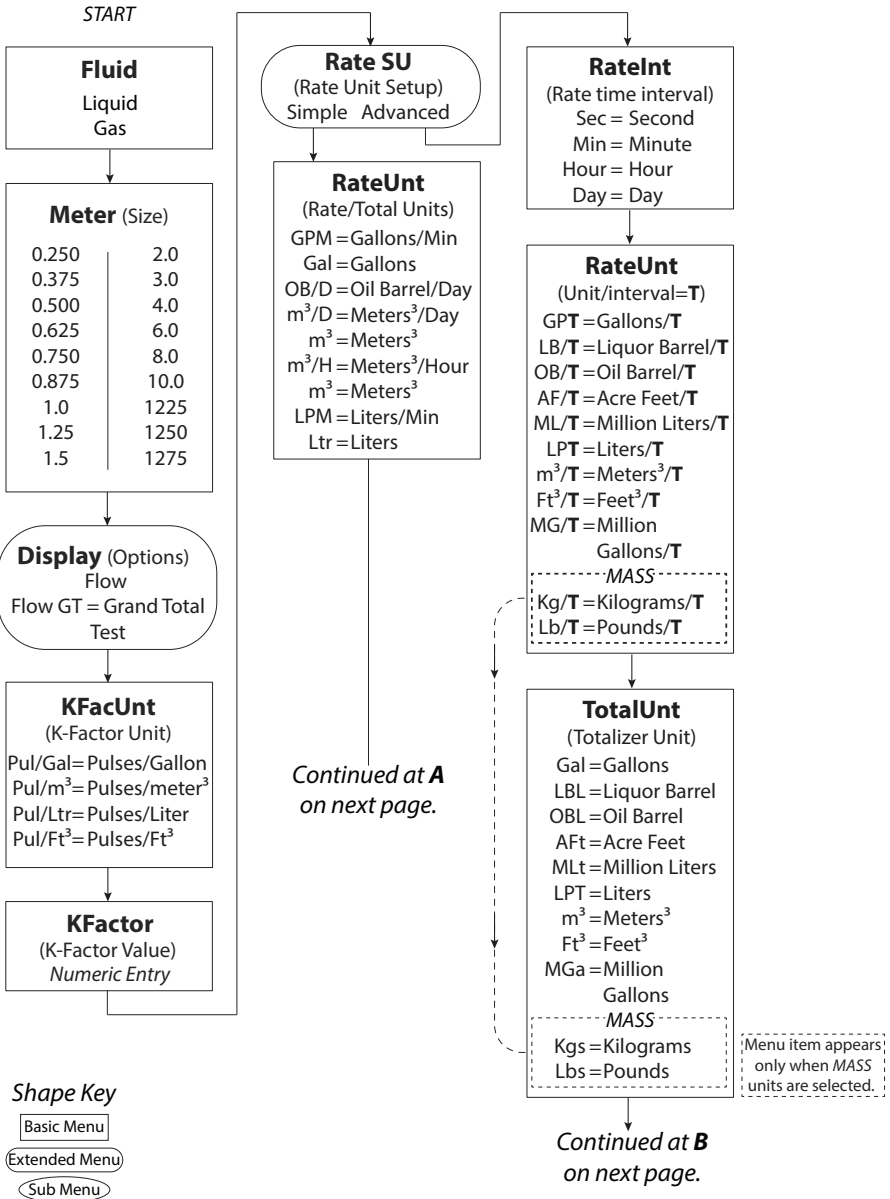 START
Fluid
Liquid
Gas
Meter (Size)
0.250 2.0
0.375 3.0
0.500 4.0
0.625 6.0
0.750 8.0
0.875 10.0
1.0 1225
1.25 1250
1.5 1275
Display (Options)
Flow
Flow GT = Grand Total
Test
KFacUnt
(K-Factor Unit)
Pul/Gal= Pulses/Gallon
Pul/m³= Pulses/meter³
Pul/Ltr= Pulses/Liter
Pul/Ft³= Pulses/Ft³
KFactor
(K-Factor Value)
Numeric Entry
Shape Key
Basic Menu
Extended Menu
Sub Menu
Rate SU
(Rate Unit Setup)
Simple Advanced
RateUnt
(Rate/Total Units)
GPM = Gallons/Min
Gal = Gallons
OB/D = Oil Barrel/Day
m³/D = Meters³/Day
m³ = Meters³
m³/H = Meters³/Hour
m³ = Meters³
LPM = Liters/Min
Ltr = Liters
Continued at A
on next page.
RateInt
(Rate time interval)
Sec = Second
Min = Minute
Hour = Hour
Day = Day
RateUnt
(Unit/interval=T)
GPT = Gallons/T
LB/T = Liquor Barrel/T
OB/T = Oil Barrel/T
AF/T = Acre Feet/T
ML/T = Million Liters/T
LPT = Liters/T
m³/T = Meters³/T
Ft³/T = Feet³/T
MG/T = Million
Gallons/T
MASS
Kg/T = Kilograms/T
Lb/T = Pounds/T
TotalUnt
(Totalizer Unit)
Gal = Gallons
LBL = Liquor Barrel
OBL = Oil Barrel
AFt = Acre Feet
MLt = Million Liters
LPT = Liters
m³ = Meters³
Ft³ = Feet³
MGa = Million
Gallons
MASS
Kgs = Kilograms
Lbs = Pounds
Menu item appears
only when MASS
units are selected.
Continued at B
on next page.